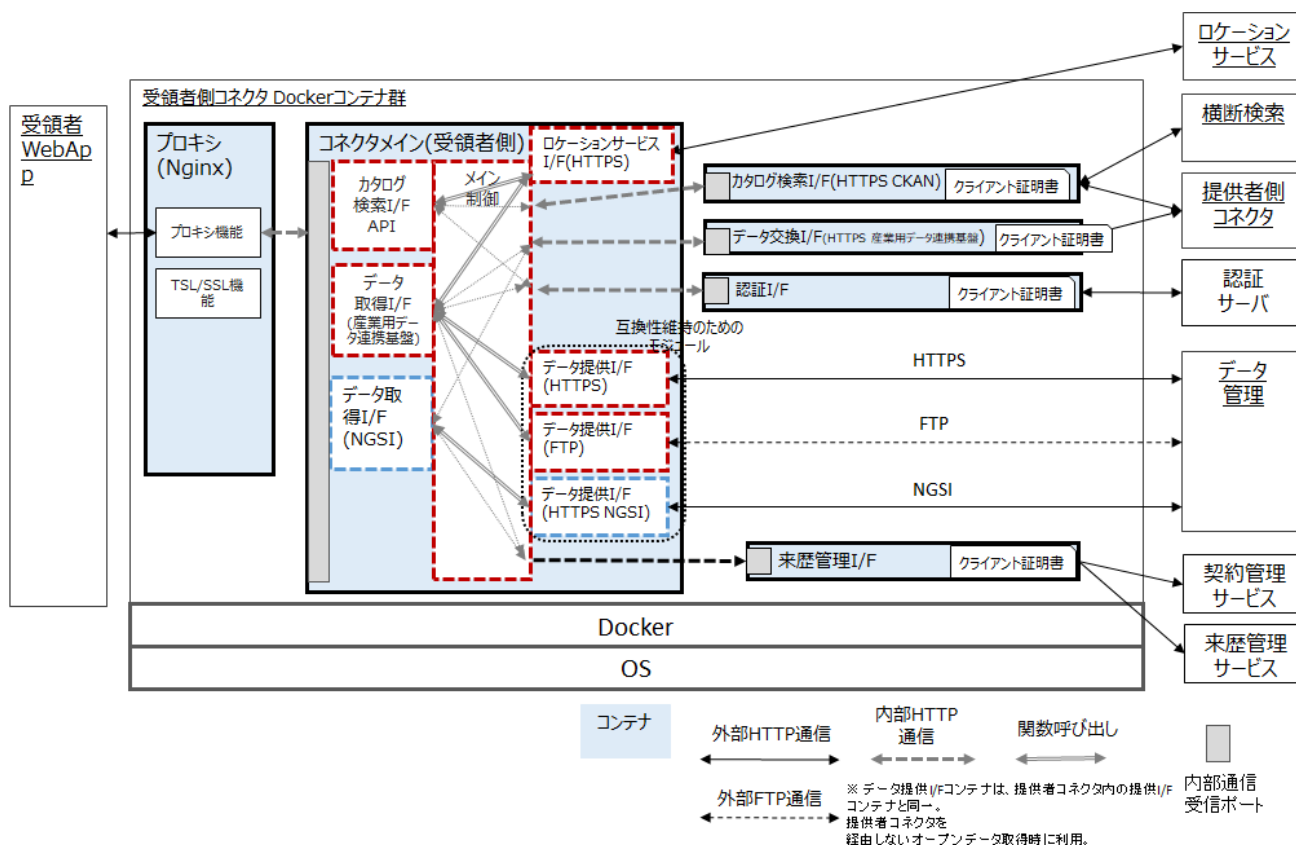 ロケーション
サービス
受領者側コネクタ Dockerコンテナ群
受領者
WebAp
p
プロキシ
(Nginx)
プロキシ機能
TSL/SSL機
能
コネクタメイン(受領者側)
カタログ
検索I/F
API
メイン
制御
ロケーションサービス
I/F(HTTPS)
データ
取得I/F
(産業用デー
タ連携基盤)
データ取
得I/F
(NGSI)
カタログ検索I/F(HTTPS CKAN)
クライアント証明書
データ交換I/F(HTTPS 産業用データ連携基盤)
クライアント証明書
認証I/F
クライアント証明書
互換性維持のための
モジュール
データ提供I/F
(HTTPS)
データ提供I/F
(FTP)
データ提供I/F
(HTTPS NGSI)
来歴管理I/F
クライアント証明書
HTTPS
FTP
NGSI
横断検索
提供者側
コネクタ
認証
サーバ
データ
管理
契約管理
サービス
来歴管理
サービス
Docker
OS
コンテナ
外部HTTP通信
内部HTTP
通信
関数呼び出し
内部通信
受信ポート
外部FTP通信
※ データ提供I/Fコンテナは、提供者コネクタ内の提供I/F
コンテナと同一。
提供者コネクタを
経由しないオープンデータ取得時に利用。